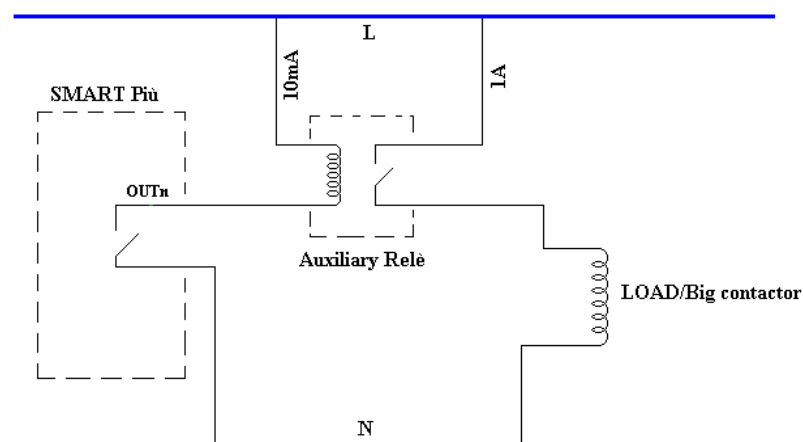 L
10mA
1A
SMART Più
OUTn
Auxiliary Relè
LOAD/Big contactor
N